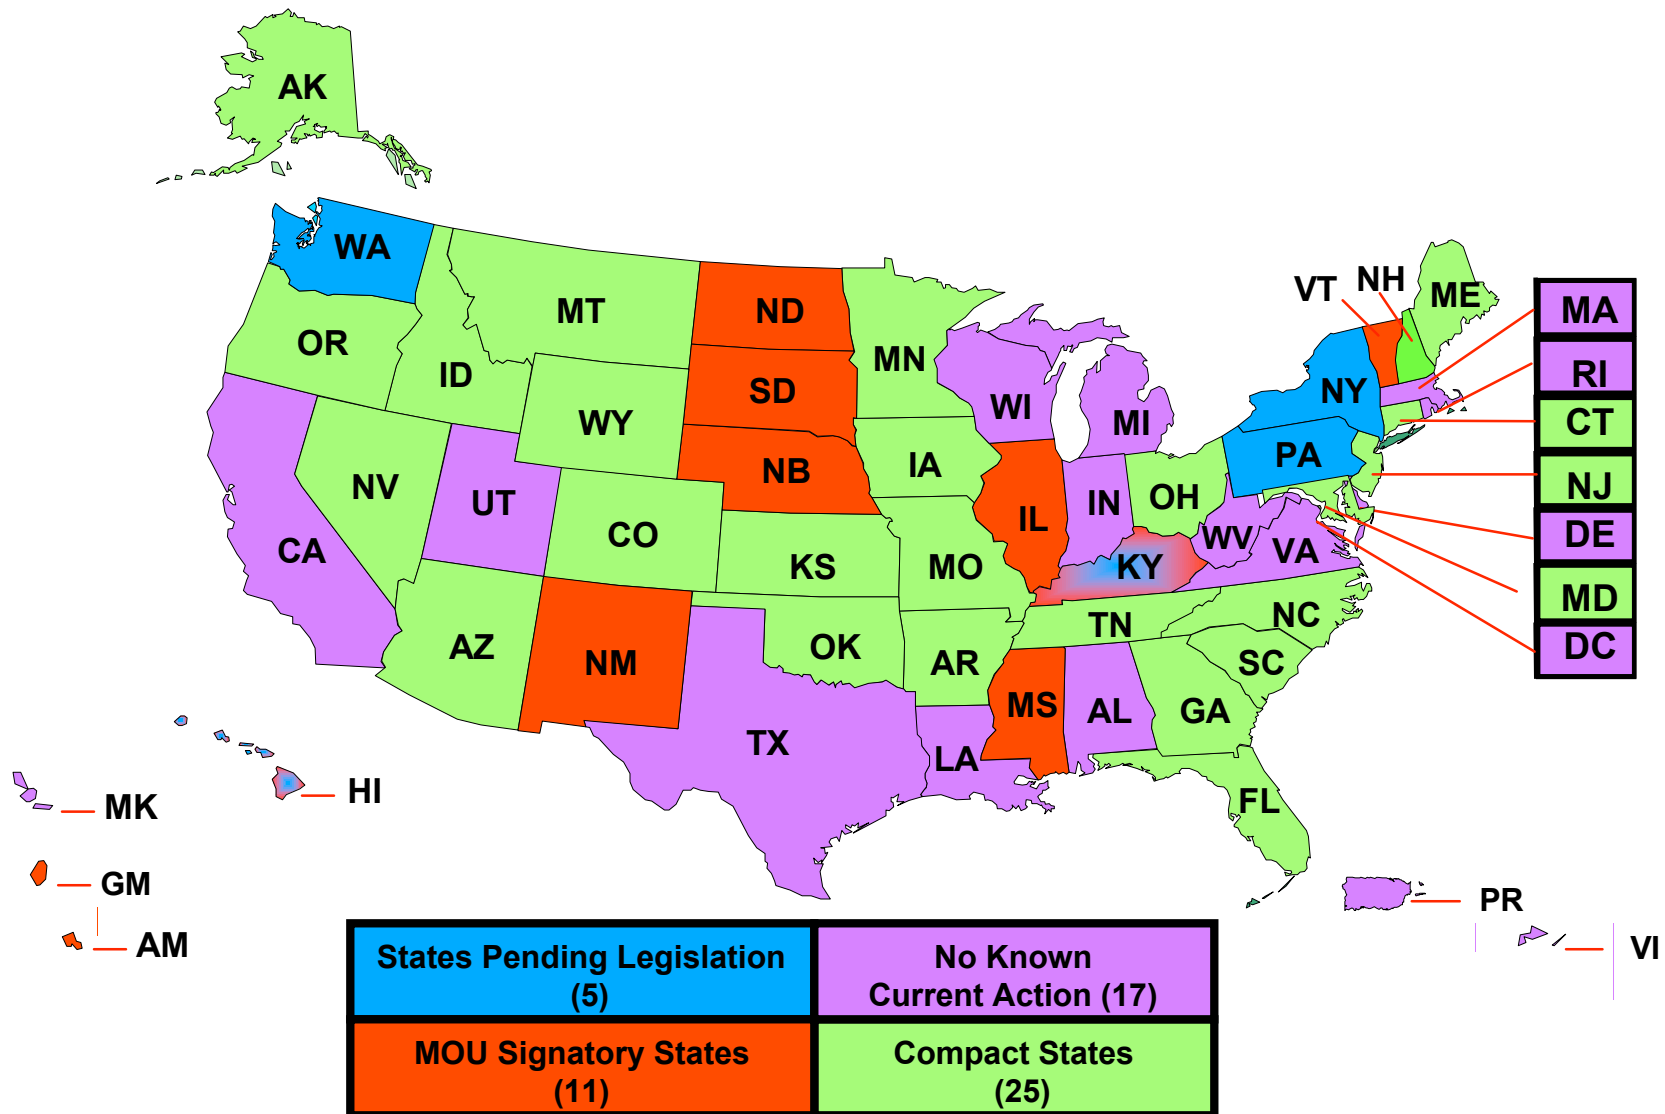 AK
WA
MT
ND
MN
OR
ID
SD
WY
WI
MI
VT
NH
ME
NY
MA
RI
CT
NJ
DE
MD
DC
NV
UT
CA
CO
NB
IA
IL
IN
OH
PA
WV
VA
KY
KS
MO
AZ
NM
OK
AR
TN
NC
SC
MS
AL
GA
TX
LA
FL
HI
MK
GM
AM
PR
VI
States Pending Legislation
(5)
No Known
Current Action (17)
MOU Signatory States
(11)
Compact States
(25)